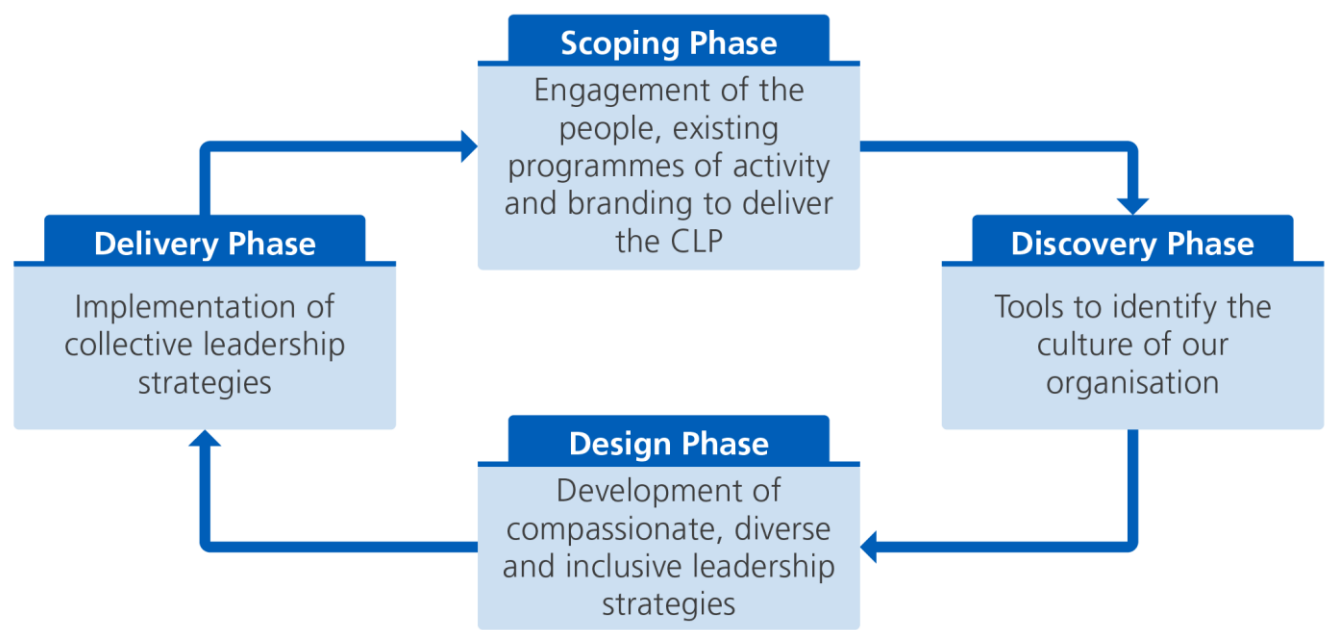 Scoping Phase
Engagement of the
people, existing
programmes of activity
and branding to deliver
the CLP
Discovery Phase
Tools to identify the
culture of our
organisation
Design Phase
Development of
compassionate, diverse
and inclusive leadership
strategies
Delivery Phase
Implementation of
collective leadership
strategies